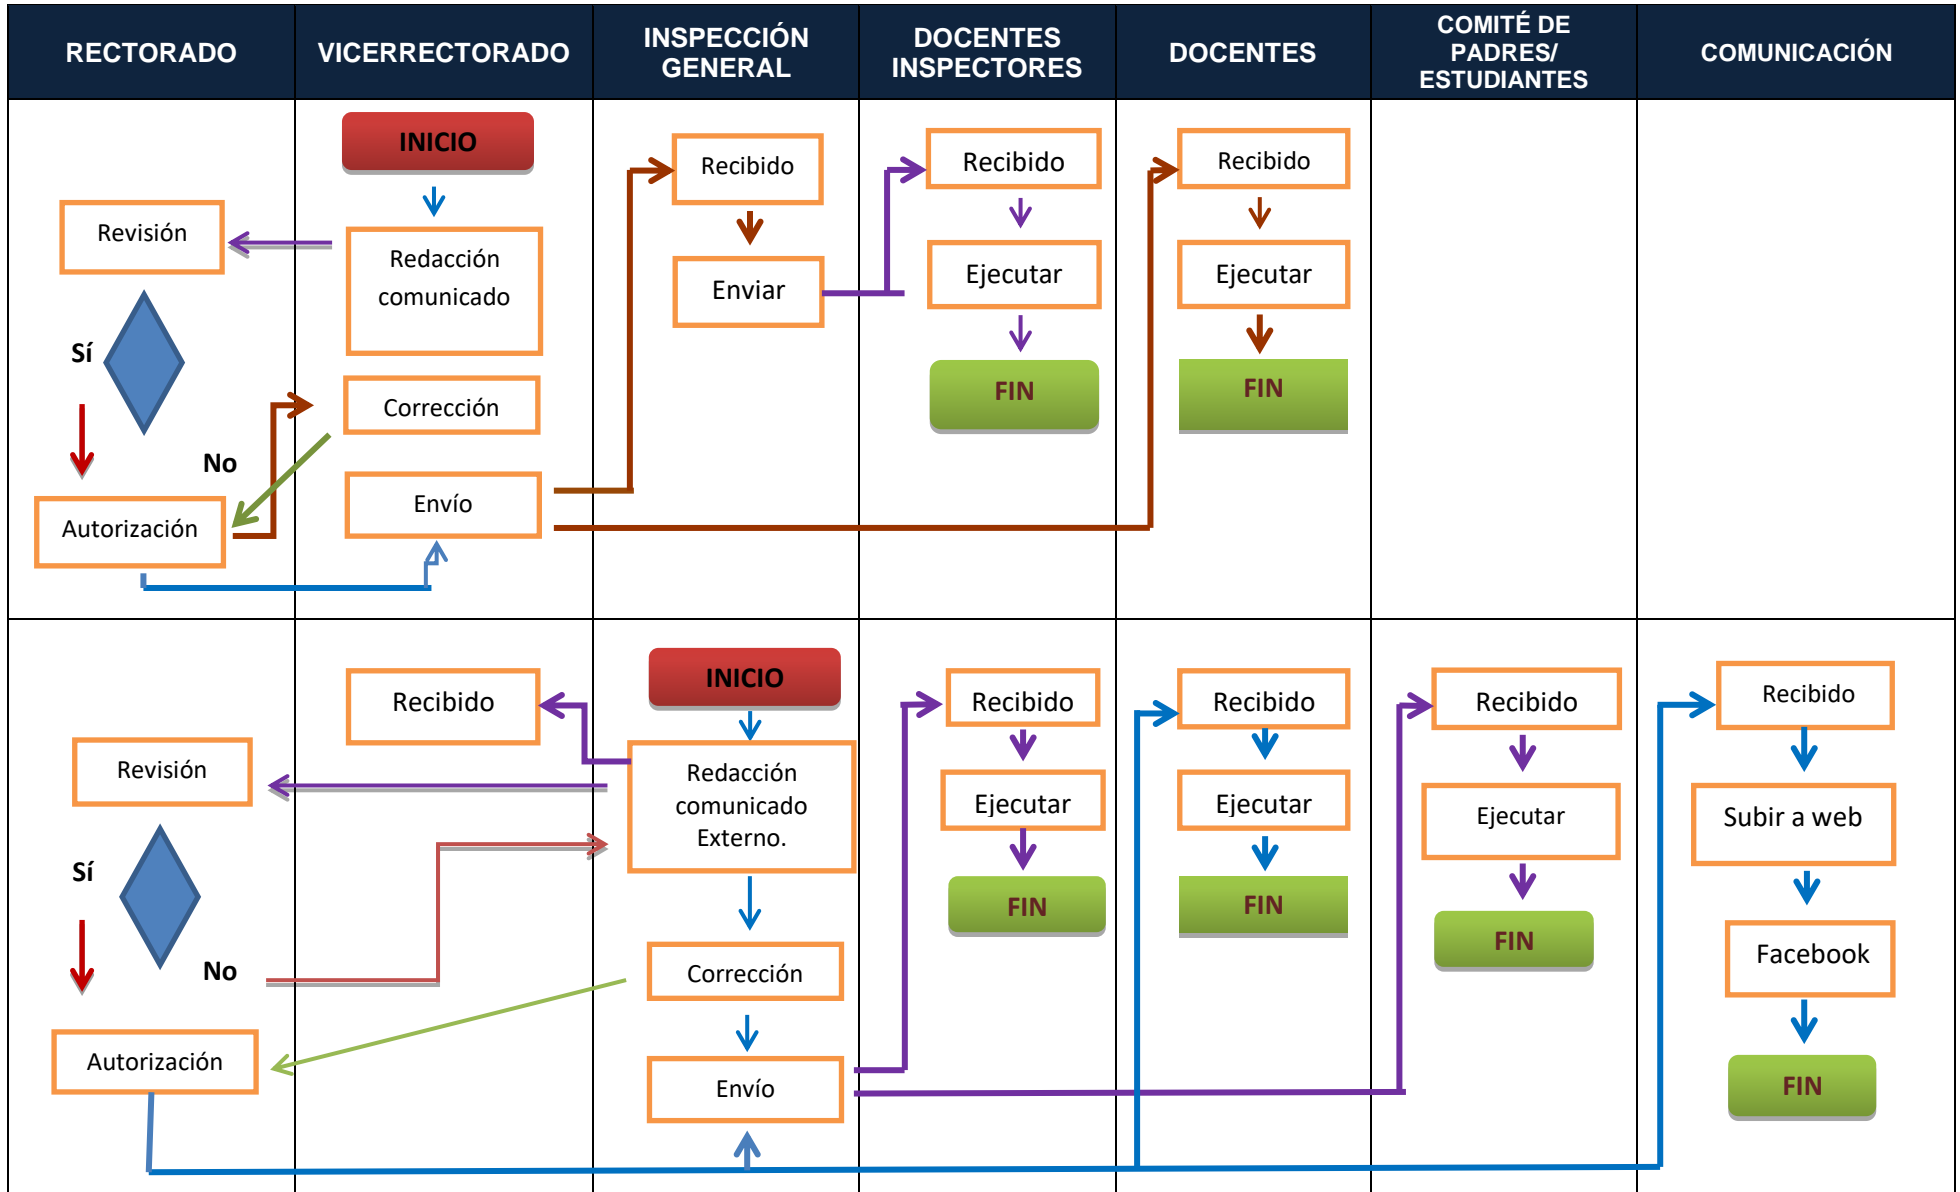 RECTORADO
VICERRECTORADO
INSPECCIÓN
GENERAL
DOCENTES
INSPECTORES
DOCENTES
COMITÉ DE
PADRES/
ESTUDIANTES
COMUNICACIÓN
Revisión
Sí
No
Autorización
INICIO
Redacción
comunicado
Corrección
Envío
Recibido
Enviar
Recibido
Ejecutar
FIN
Recibido
Ejecutar
FIN
Revisión
Sí
No
Autorización
Recibido
INICIO
Redacción
comunicado
Externo.
Corrección
Envío
Recibido
Ejecutar
FIN
Recibido
Ejecutar
FIN
Recibido
Ejecutar
FIN
Recibido
Subir a web
Facebook
FIN